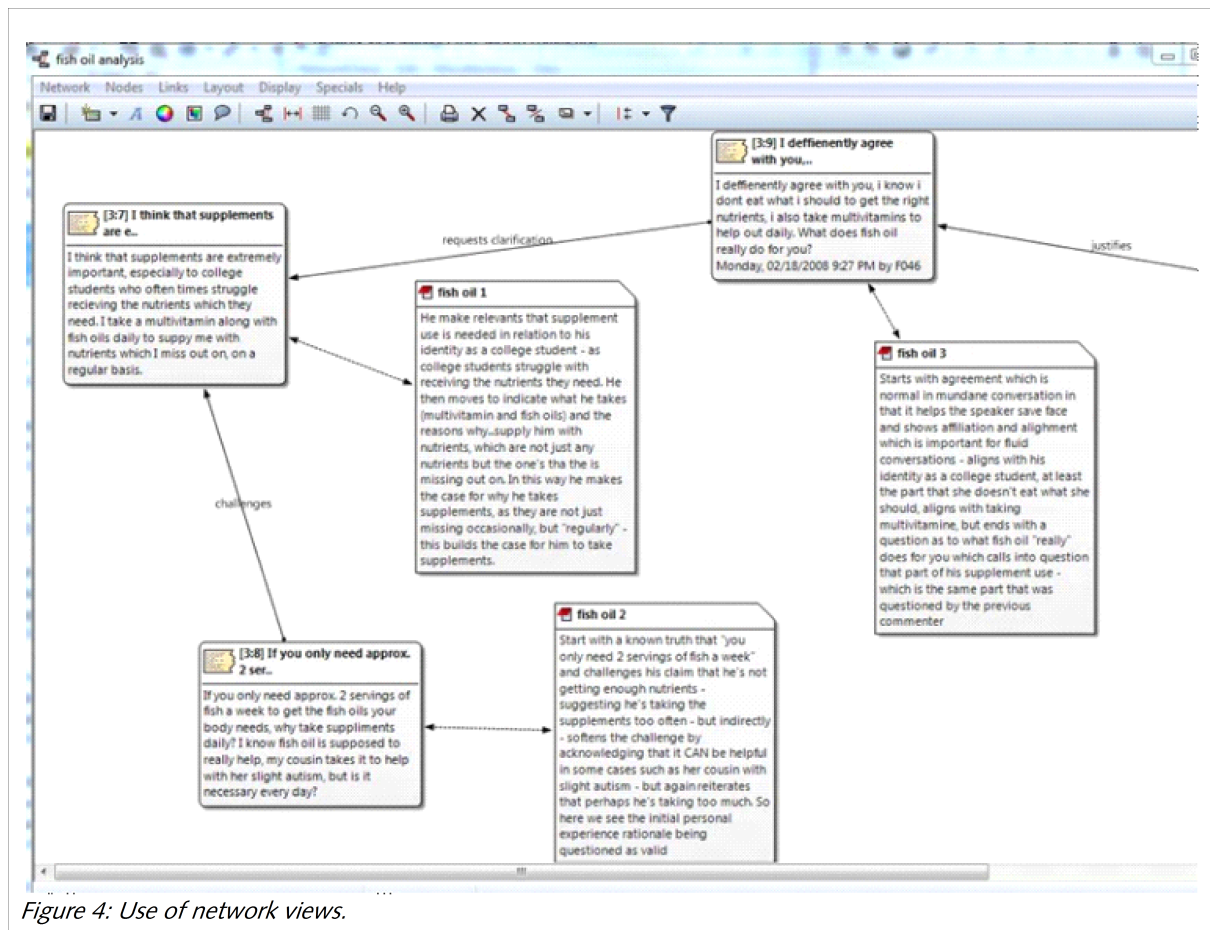 fish oil analysis
Network Nodes Links Layout Display Specials Help
[3:9] I deffienently agree
with you,..
I deffienently agree with you, i know i
dont eat what i should to get the right
nutrients, i also take multivitamins to
help out daily. What does fish oil
really do for you?
Monday, 02/18/2008 9:27 PM by F046
[3:7] I think that supplements
are e..
I think that supplements are extremely
important, especially to college
students who often times struggle
recieving the nutrients which they
need. I take a multivitamin along with
fish oils daily to suppy me with
nutrients which I miss out on, on a
regular basis.
requests clarification
justifies
fish oil 1
He make relevants that supplement
use is needed in relation to his
identity as a college student - as
college students struggle with
receiving the nutrients they need. He
then moves to indicate what he takes
(multivitamin and fish oils) and the
reasons why...supply him with
nutrients, which are not just any
nutrients but the one's tha the is
missing out on. In this way he makes
the case for why he takes
supplements, as they are not just
missing occasionally, but "regularly" -
this builds the case for him to take
supplements.
fish oil 3
Starts with agreement which is
normal in mundane conversation in
that it helps the speaker save face
and shows affiliation and alighment
which is important for fluid
conversations - aligns with his
identity as a college student, at least
the part that she doesn't eat what she
should, aligns with taking
multivitamine, but ends with a
question as to what fish oil "really"
does for you which calls into question
that part of his supplement use -
which is the same part that was
questioned by the previous
commenter
challenges
[3:8] If you only need approx.
2 ser..
If you only need approx. 2 servings of
fish a week to get the fish oils your
body needs, why take suppliments
daily? I know fish oil is supposed to
really help, my cousin takes it to help
with her slight autism, but is it
necessary every day?
fish oil 2
Start with a known truth that "you
only need 2 servings of fish a week"
and challenges his claim that he's not
getting enough nutrients -
suggesting he's taking the
supplements too often - but indirectly
- softens the challenge by
acknowledging that it CAN be helpful
in some cases such as her cousin with
slight autism - but again reiterates
that perhaps he's taking too much. So
here we see the initial personal
experience rationale being
questioned as valid
Figure 4: Use of network views.